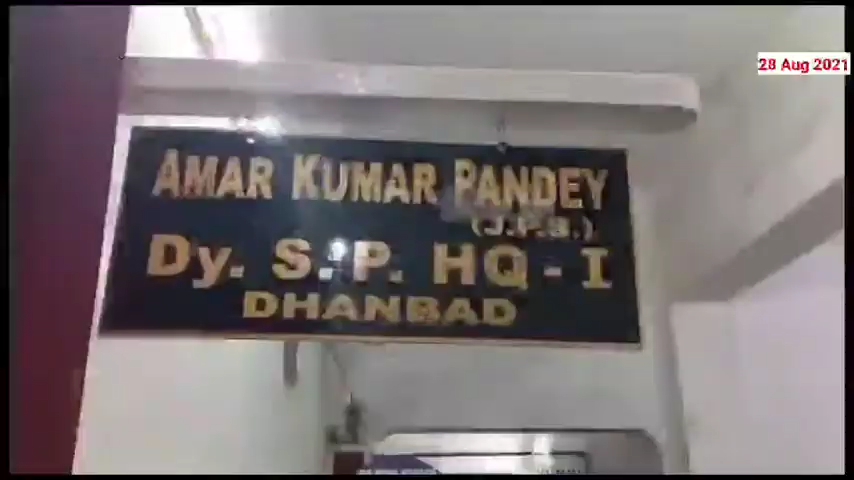 28 Aug 2021
AMAR KUMAR PANDEY
(J.P.S.)
Dy. S.P. HQ - I
DHANBAD